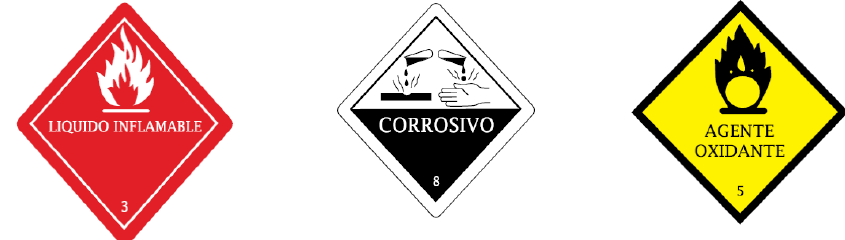 LIQUIDO INFLAMABLE
3
CORROSIVO
8
AGENTE
OXIDANTE
5